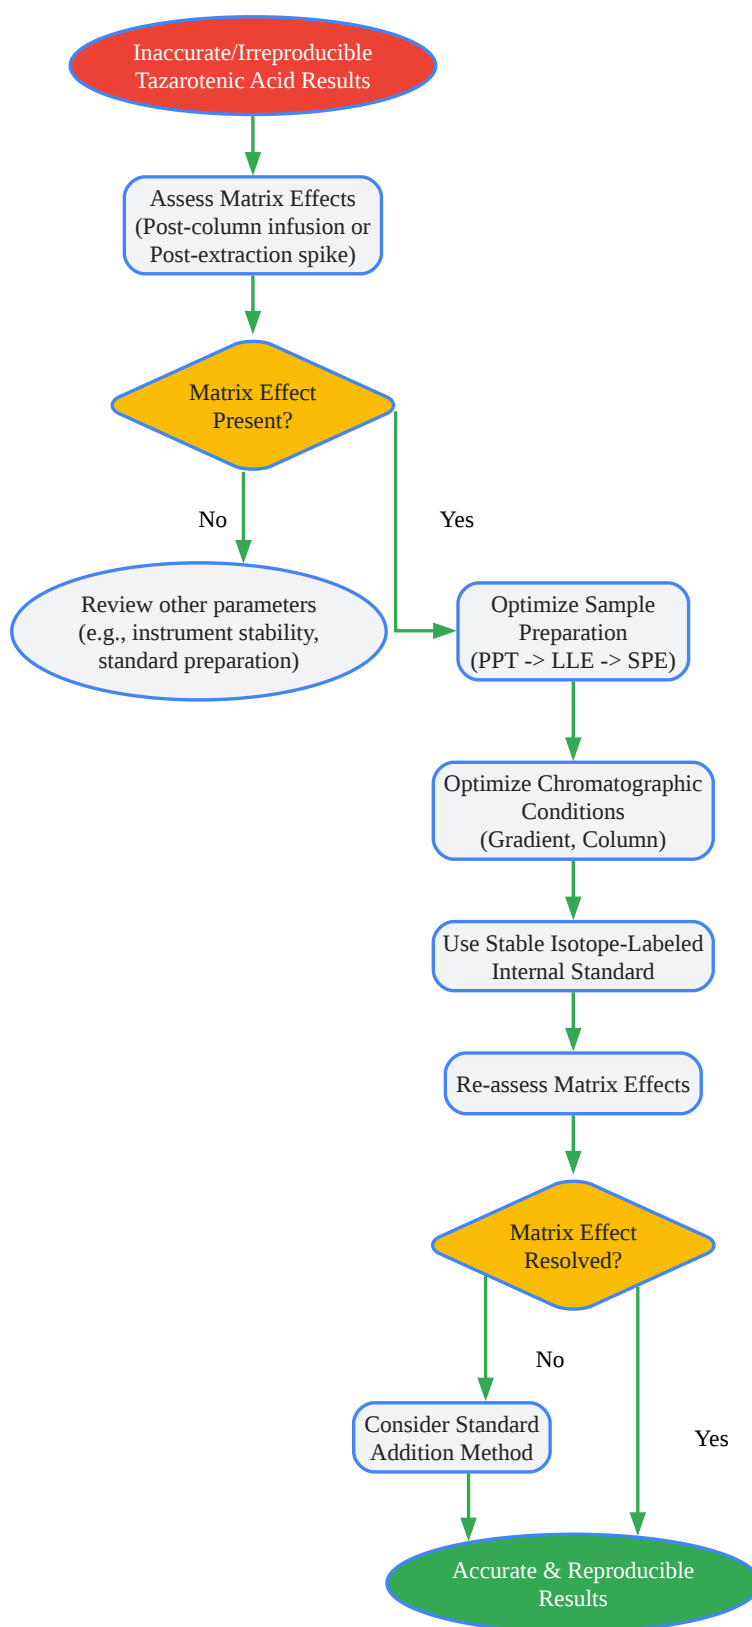 Inaccurate/Irreproducible
Tazarotenic Acid Results
Assess Matrix Effects
(Post-column infusion or
Post-extraction spike)
Matrix Effect
Present?
No
Yes
Review other parameters
(e.g., instrument stability,
standard preparation)
Optimize Sample
Preparation
(PPT -> LLE -> SPE)
Optimize Chromatographic
Conditions
(Gradient, Column)
Use Stable Isotope-Labeled
Internal Standard
Re-assess Matrix Effects
Matrix Effect
Resolved?
No
Consider Standard
Addition Method
Yes
Accurate & Reproducible
Results